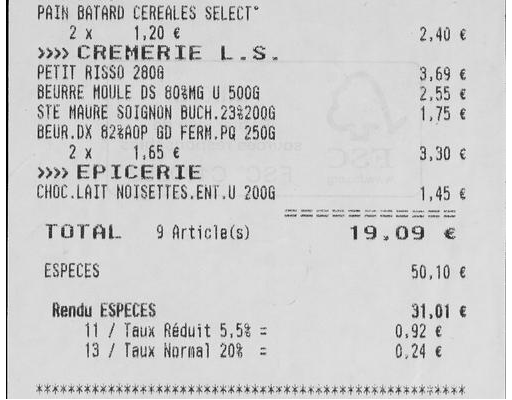 PAIN BATARD CEREALES SELECT*
2 x 1,20 € 2,40 €
>>>> CREMERIE L.S.
PETIT RISSO 280G 3,69 €
BEURRE MOULE DS 80%MG U 500G 2,55 €
STE MAURE SOIGNON BUCH.23%200G 1,75 €
BEUR.DX 82%AOP GD FERM.PQ 250G
2 x 1,65 € 3,30 €
>>>> EPICERIE
CHOC.LAIT NOISETTES.ENT.U 200G 1,45 €
TOTAL 9 Article(s) 19,09 €
ESPECES 50,10 €
Rendu ESPECES 31,01 €
11 / Taux Réduit 5,5% = 0,92 €
13 / Taux Normal 20% = 0,24 €